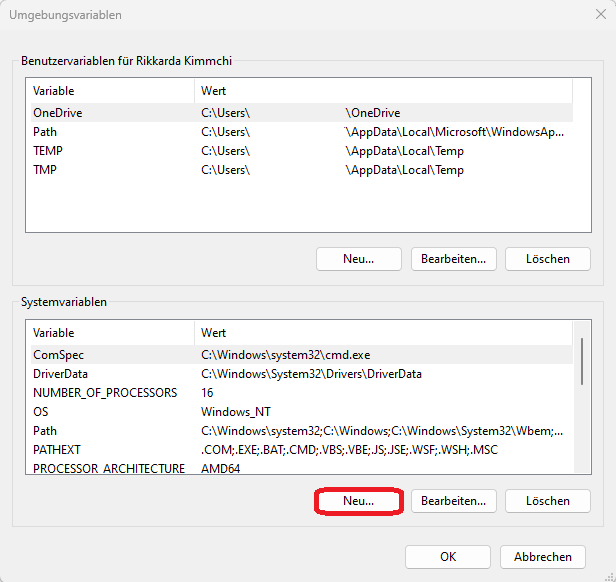 Umgebungsvariablen
Benutzervariablen für Rikkarda Kimmchi
Variable Wert
OneDrive C:\Users\ \OneDrive
Path C:\Users\ \AppData\Local\Microsoft\WindowsAp...
TEMP C:\Users\ \AppData\Local\Temp
TMP C:\Users\ \AppData\Local\Temp
Neu... Bearbeiten... Löschen
Systemvariablen
Variable Wert
ComSpec C:\Windows\system32\cmd.exe
DriverData C:\Windows\System32\Drivers\DriverData
NUMBER_OF_PROCESSORS 16
OS Windows_NT
Path C:\Windows\system32;C:\Windows;C:\Windows\System32\Wbem;...
PATHEXT .COM;.EXE;.BAT;.CMD;.VBS;.VBE;.JS;.JSE;.WSF;.WSH;.MSC
PROCESSOR_ARCHITECTURE AMD64
Neu... Bearbeiten... Löschen
OK Abbrechen